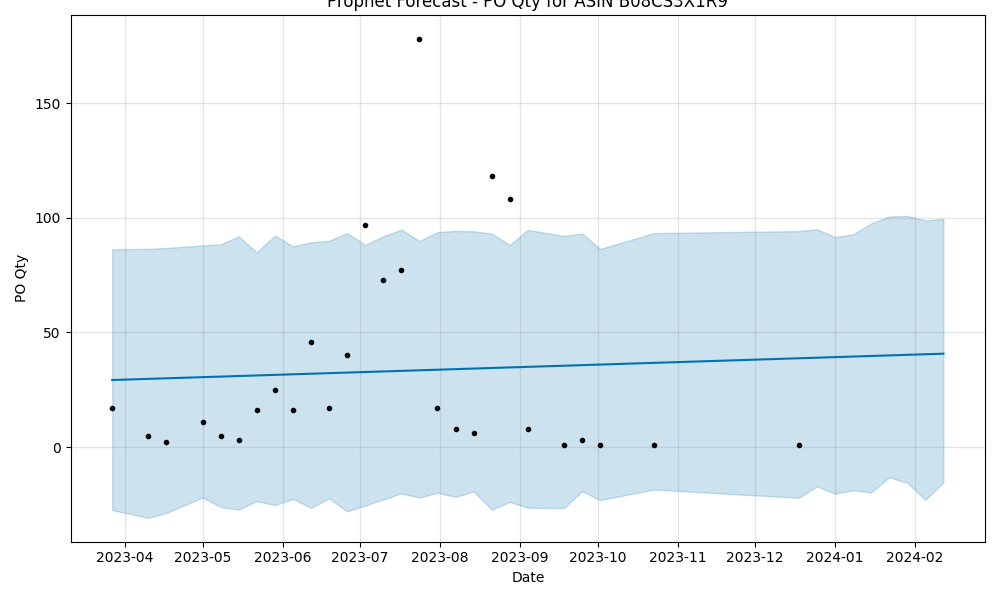 Prophet Forecast - PO Qty for ASIN B08CS3X1R9
150
100
50
0
PO Qty
2023-04 2023-05 2023-06 2023-07 2023-08 2023-09 2023-10 2023-11 2023-12 2024-01 2024-02
Date